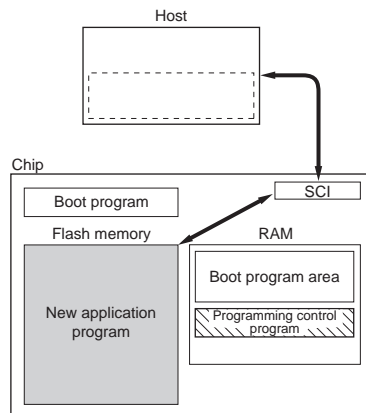 Host
Chip
SCI
Boot program
Flash memory
RAM
Boot program area
New application
program
Programming control
program